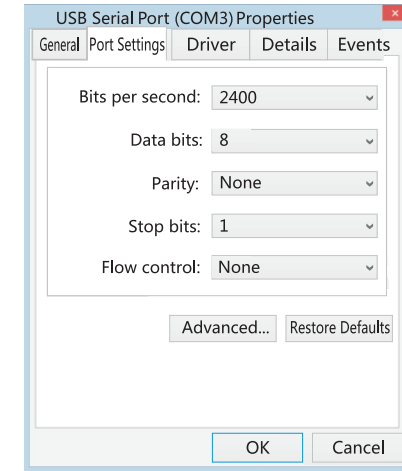 USB Serial Port (COM3) Properties
General Port Settings Driver Details Events
Bits per second: 2400
Data bits: 8
Parity: None
Stop bits: 1
Flow control: None
Advanced... Restore Defaults
OK Cancel